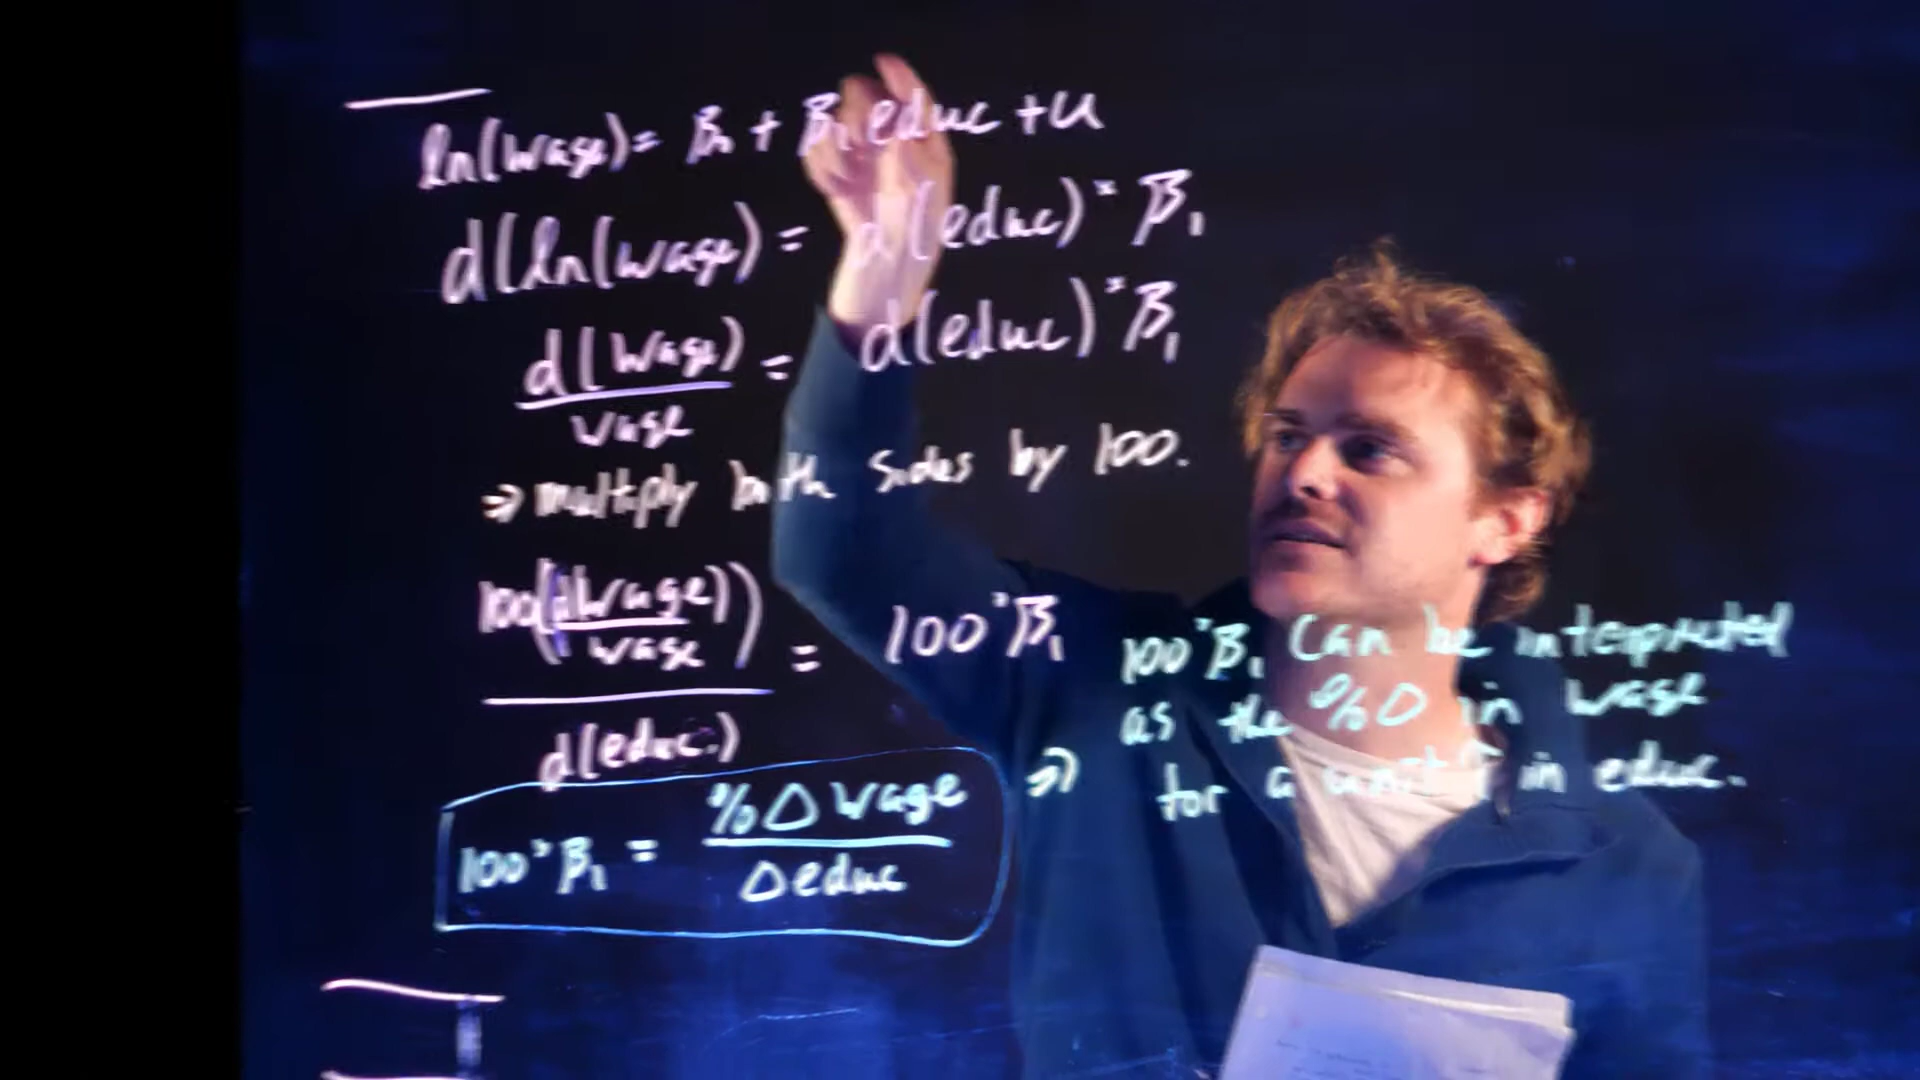 ln(wage) = β₀ + β₁ educ + u
d(ln(wage) = d(educ) * β₁
d(wage)
wage
= d(educ) * β₁
⇒ multiply both sides by 100.
100(dwage))
wage
d(educ.)
= 100 * β₁
100 * β₁ = %Δ wage
Δ educ
⇒
100 * β₁ can be interpreted
as the %Δ in wage
for a unit ↑ in educ.